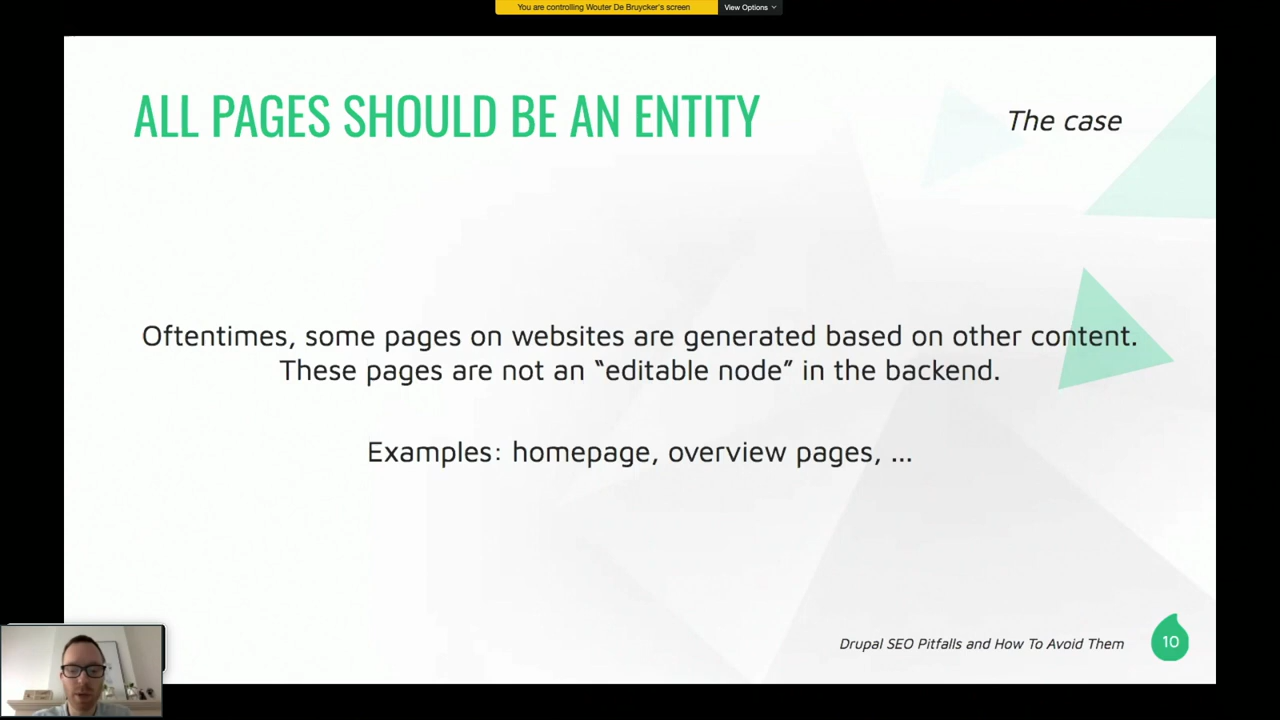 You are controlling Wouter De Bruycker's screen
View Options
ALL PAGES SHOULD BE AN ENTITY
The case
Oftentimes, some pages on websites are generated based on other content.
These pages are not an “editable node” in the backend.
Examples: homepage, overview pages, ...
Drupal SEO Pitfalls and How To Avoid Them
10